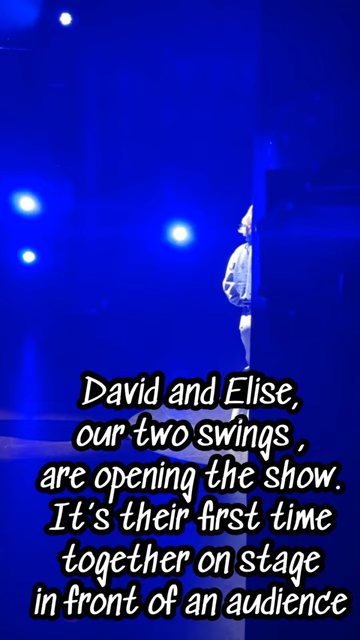 David and Elise,
our two swings ,
are opening the show.
It's their first time
together on stage
in front of an audience